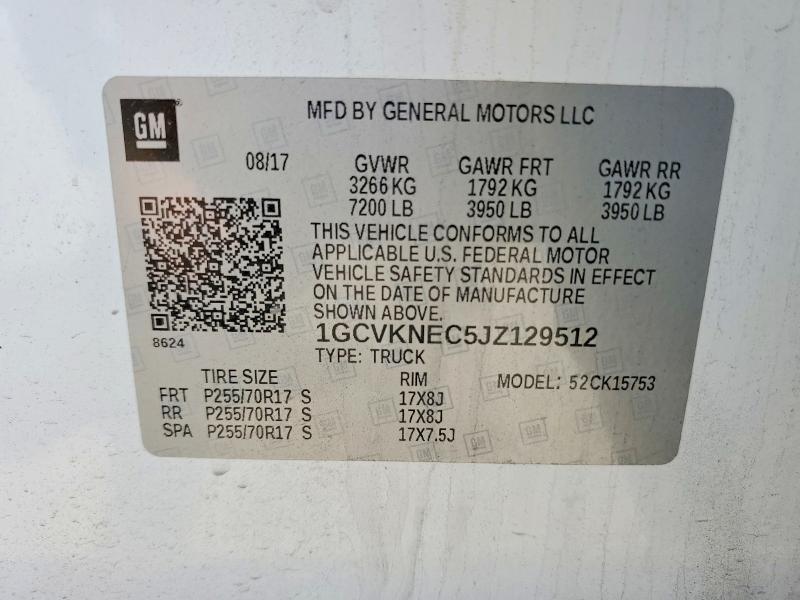 GM
MFD BY GENERAL MOTORS LLC
08/17 GVWR GAWR FRT GAWR RR
3266 KG 1792 KG 1792 KG
7200 LB 3950 LB 3950 LB
THIS VEHICLE CONFORMS TO ALL
APPLICABLE U.S. FEDERAL MOTOR
VEHICLE SAFETY STANDARDS IN EFFECT
ON THE DATE OF MANUFACTURE
SHOWN ABOVE.
8624
1GCVKNEC5JZ129512
TYPE: TRUCK
TIRE SIZE RIM MODEL: 52CK15753
FRT P255/70R17 S 17X8J
RR P255/70R17 S 17X8J
SPA P255/70R17 S 17X7.5J